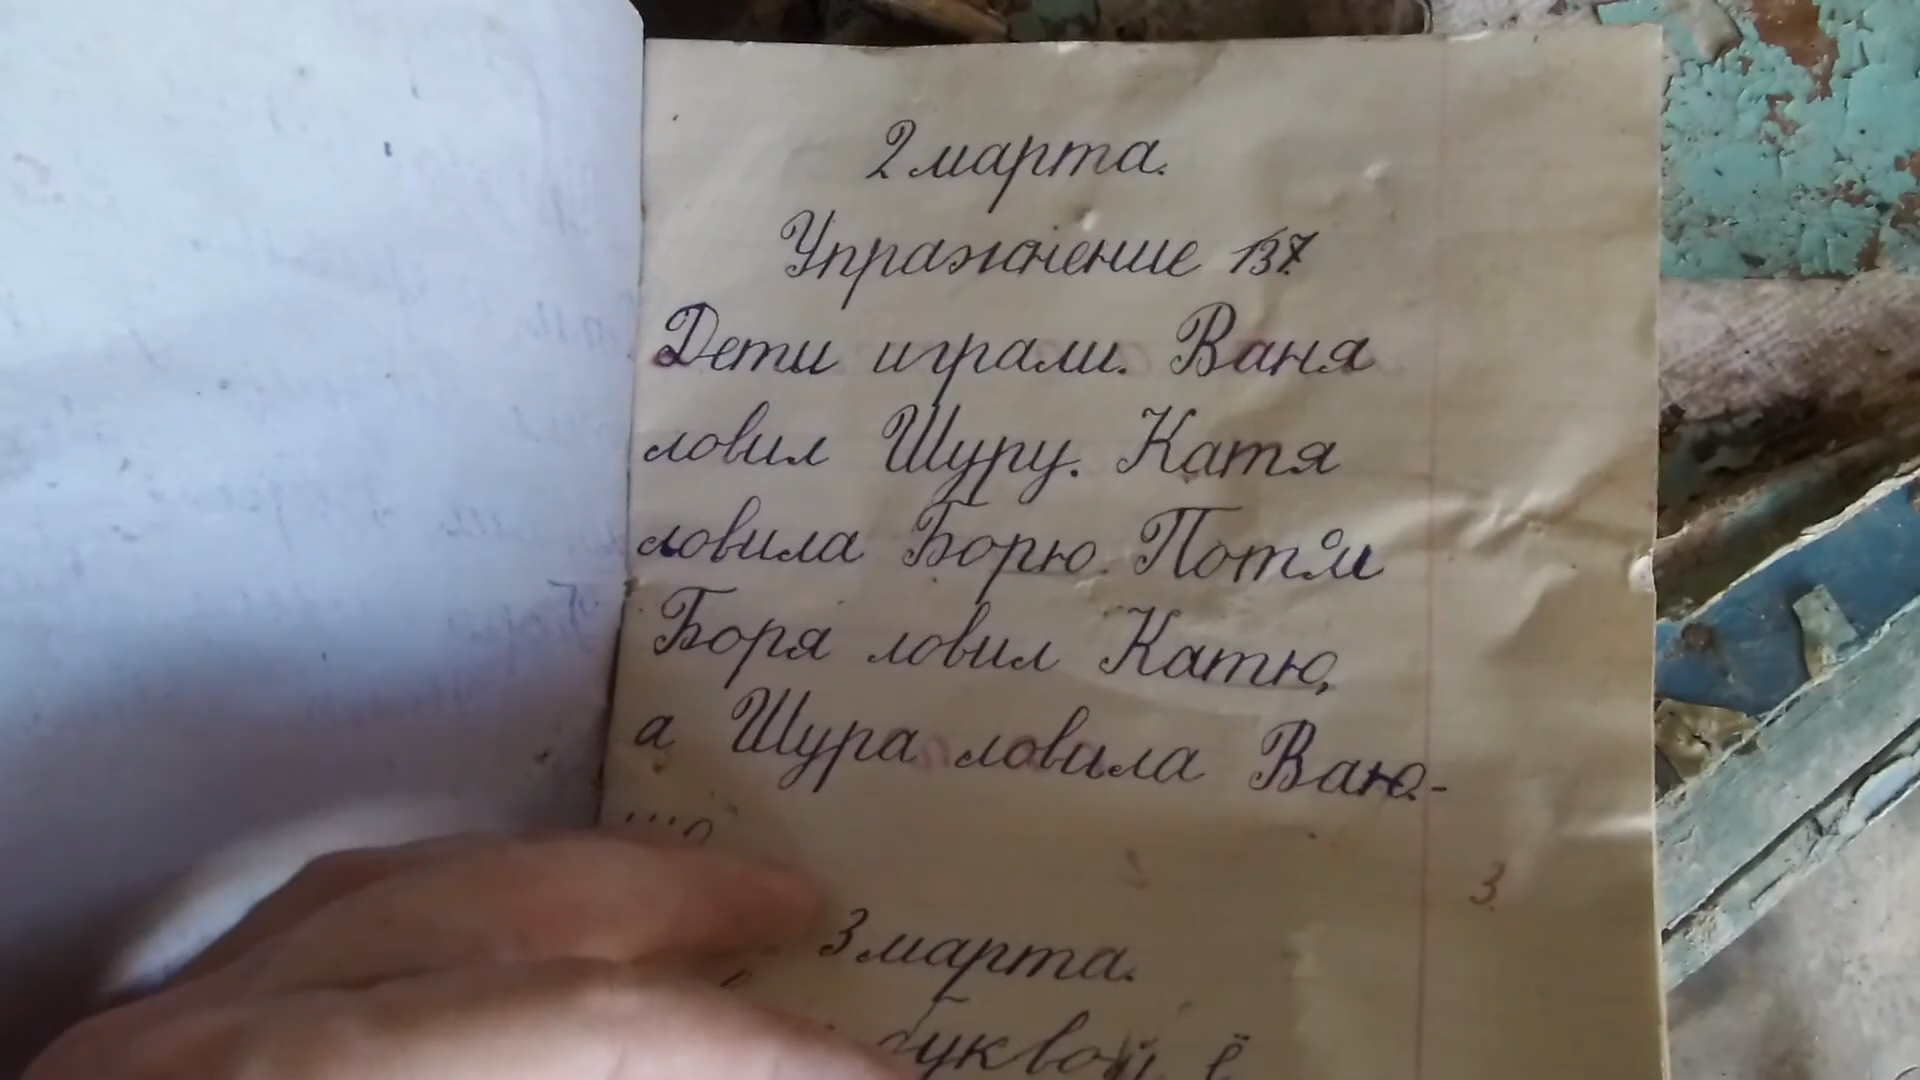 2 марта.
Упражнение 137.
Дети играли. Ваня
ловил Шуру. Катя
ловила Борю. Потом
Боря ловил Катю,
а Шура ловила Ваню-
3.
3 марта.
буквой ё